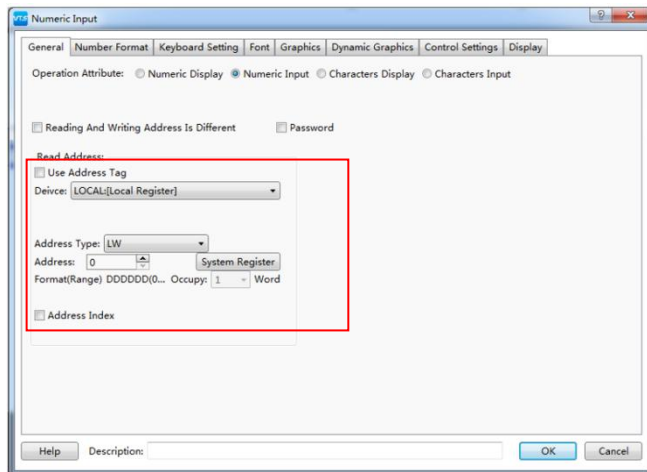 VTS Numeric Input
General Number Format Keyboard Setting Font Graphics Dynamic Graphics Control Settings Display
Operation Attribute: Numeric Display Numeric Input Characters Display Characters Input
Reading And Writing Address Is Different Password
Read Address:
Use Address Tag
Deivce: LOCAL:[Local Register]
Address Type: LW
Address: 0 System Register
Format(Range) DDDDDD(0... Occupy: 1 Word
Address Index
Help Description: OK Cancel